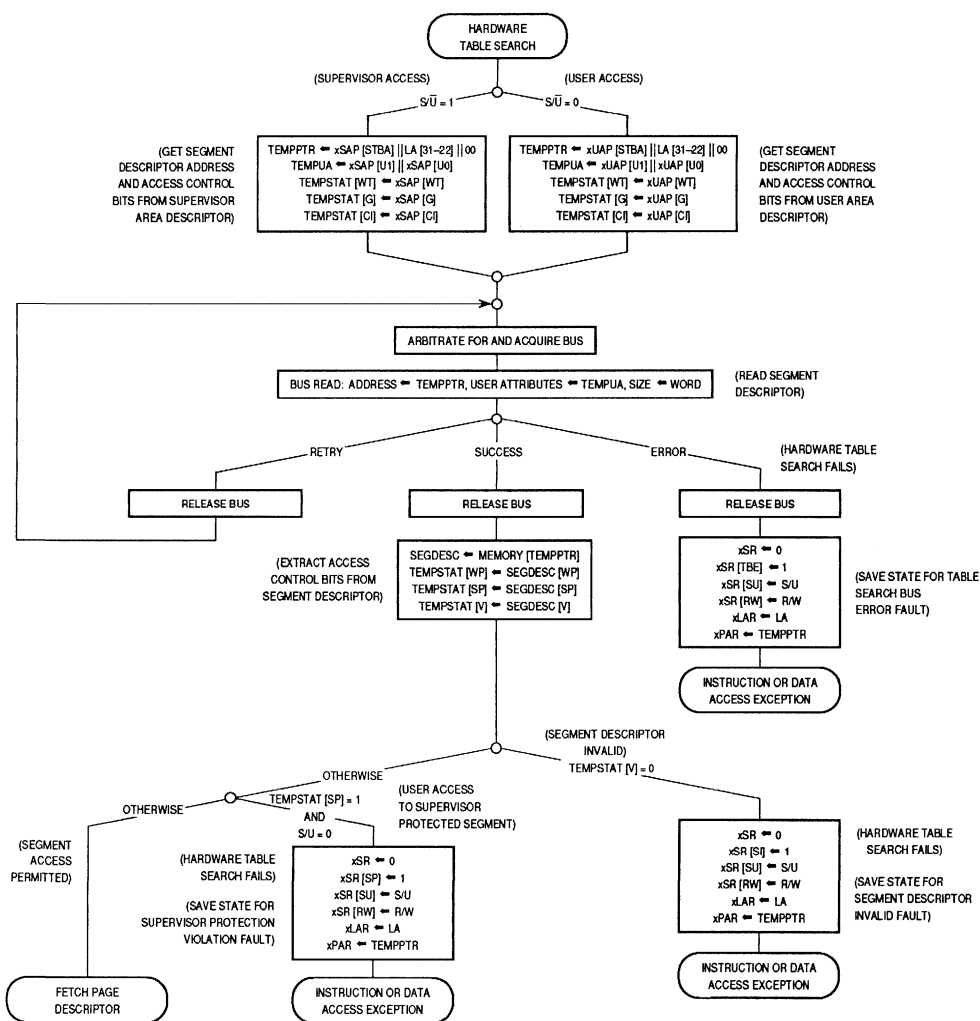 HARDWARE
TABLE SEARCH
(SUPERVISOR ACCESS)
(USER ACCESS)
S/U̅ = 1
S/U̅ = 0
(GET SEGMENT
DESCRIPTOR ADDRESS
AND ACCESS CONTROL
BITS FROM SUPERVISOR
AREA DESCRIPTOR)
TEMPPTR ← xSAP [STBA] || LA [31–22] || 00
TEMPUA ← xSAP [U1] || xSAP [U0]
TEMPSTAT [WT] ← xSAP [WT]
TEMPSTAT [G] ← xSAP [G]
TEMPSTAT [CI] ← xSAP [CI]
TEMPPTR ← xUAP [STBA] || LA [31–22] || 00
TEMPUA ← xUAP [U1] || xUAP [U0]
TEMPSTAT [WT] ← xUAP [WT]
TEMPSTAT [G] ← xUAP [G]
TEMPSTAT [CI] ← xUAP [CI]
(GET SEGMENT
DESCRIPTOR ADDRESS
AND ACCESS CONTROL
BITS FROM USER AREA
DESCRIPTOR)
ARBITRATE FOR AND ACQUIRE BUS
BUS READ: ADDRESS ← TEMPPTR, USER ATTRIBUTES ← TEMPUA, SIZE ← WORD
(READ SEGMENT
DESCRIPTOR)
RETRY
SUCCESS
ERROR
(HARDWARE TABLE
SEARCH FAILS)
RELEASE BUS
RELEASE BUS
RELEASE BUS
(EXTRACT ACCESS
CONTROL BITS FROM
SEGMENT DESCRIPTOR)
SEGDESC ← MEMORY [TEMPPTR]
TEMPSTAT [WP] ← SEGDESC [WP]
TEMPSTAT [SP] ← SEGDESC [SP]
TEMPSTAT [V] ← SEGDESC [V]
xSR ← 0
xSR [TBE] ← 1
xSR [SU] ← S/U
xSR [RW] ← R/W
xLAR ← LA
xPAR ← TEMPPTR
(SAVE STATE FOR TABLE
SEARCH BUS
ERROR FAULT)
INSTRUCTION OR DATA
ACCESS EXCEPTION
(SEGMENT DESCRIPTOR
INVALID)
TEMPSTAT [V] = 0
OTHERWISE
OTHERWISE
TEMPSTAT [SP] = 1
AND
S/U = 0
(USER ACCESS
TO SUPERVISOR
PROTECTED SEGMENT)
(SEGMENT
ACCESS
PERMITTED)
(HARDWARE TABLE
SEARCH FAILS)
(SAVE STATE FOR
SUPERVISOR PROTECTION
VIOLATION FAULT)
xSR ← 0
xSR [SP] ← 1
xSR [SU] ← S/U
xSR [RW] ← R/W
xLAR ← LA
xPAR ← TEMPPTR
xSR ← 0
xSR [SI] ← 1
xSR [SU] ← S/U
xSR [RW] ← R/W
xLAR ← LA
xPAR ← TEMPPTR
(HARDWARE TABLE
SEARCH FAILS)
(SAVE STATE FOR
SEGMENT DESCRIPTOR
INVALID FAULT)
FETCH PAGE
DESCRIPTOR
INSTRUCTION OR DATA
ACCESS EXCEPTION
INSTRUCTION OR DATA
ACCESS EXCEPTION